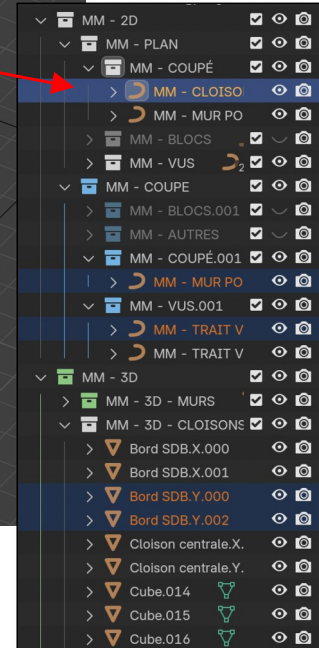 MM - 2D
MM - PLAN
MM - COUPÉ
MM - CLOISO
MM - MUR PO
MM - BLOCS
MM - VUS 2
MM - COUPE
MM - BLOCS.001
MM - AUTRES
MM - COUPÉ.001
MM - MUR PO
MM - VUS.001
MM - TRAIT V
MM - TRAIT V
MM - 3D
MM - 3D - MURS
MM - 3D - CLOISONS
Bord SDB.X.000
Bord SDB.X.001
Bord SDB.Y.000
Bord SDB.Y.002
Cloison centrale.X.
Cloison centrale.Y.
Cube.014
Cube.015
Cube.016